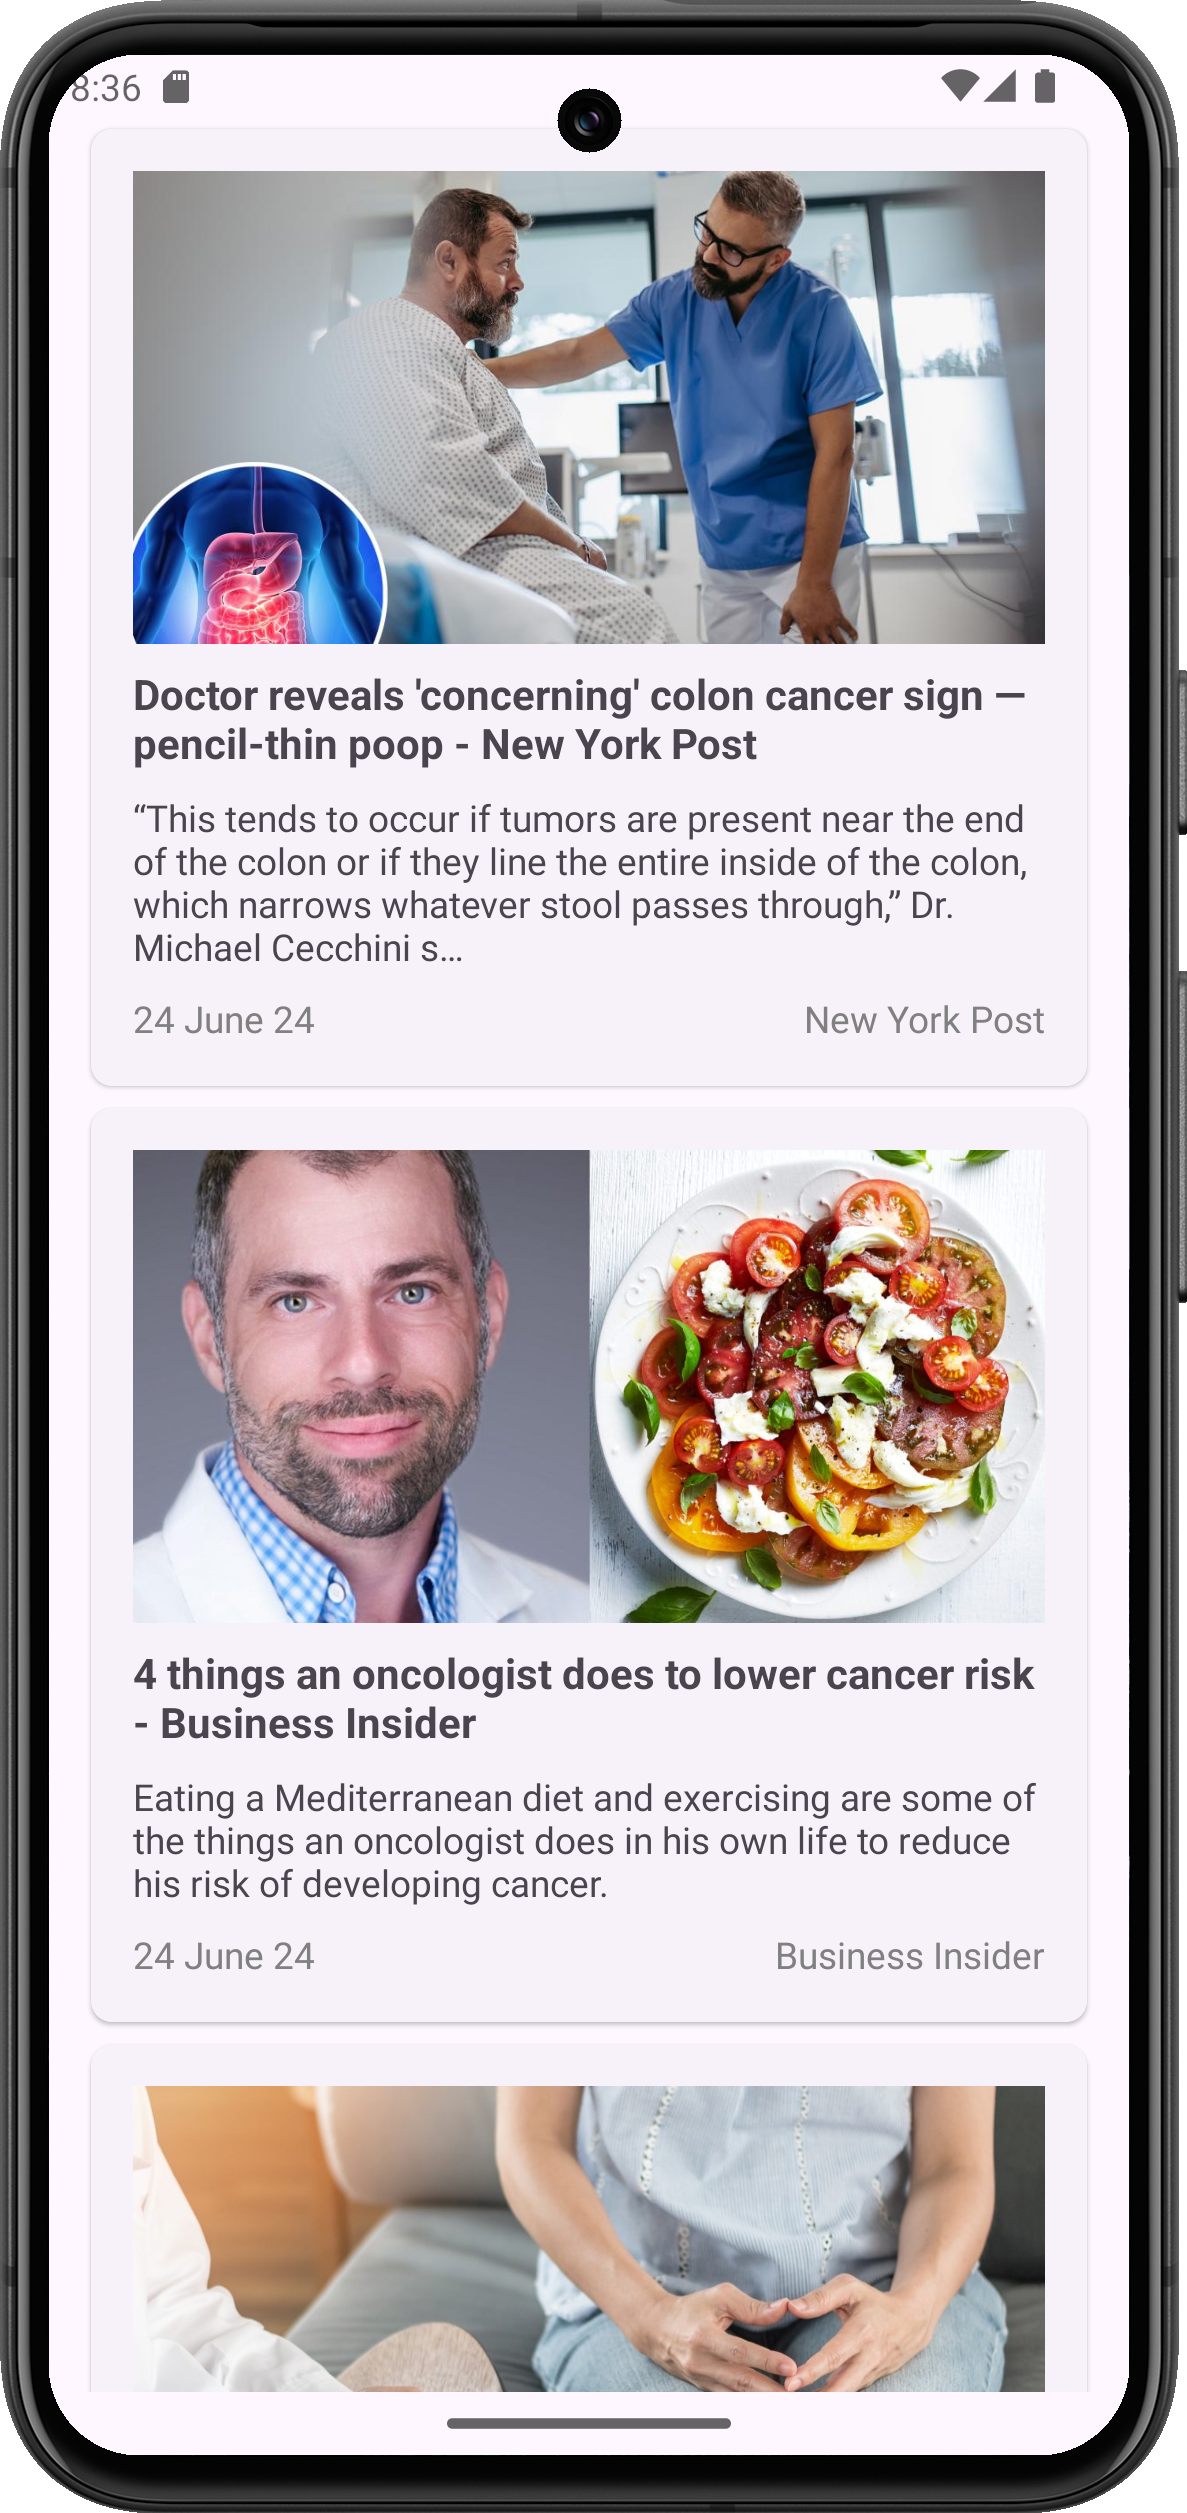 8:36
Doctor reveals 'concerning' colon cancer sign —
pencil-thin poop - New York Post
“This tends to occur if tumors are present near the end
of the colon or if they line the entire inside of the colon,
which narrows whatever stool passes through,” Dr.
Michael Cecchini s…
24 June 24 New York Post
4 things an oncologist does to lower cancer risk
- Business Insider
Eating a Mediterranean diet and exercising are some of
the things an oncologist does in his own life to reduce
his risk of developing cancer.
24 June 24 Business Insider